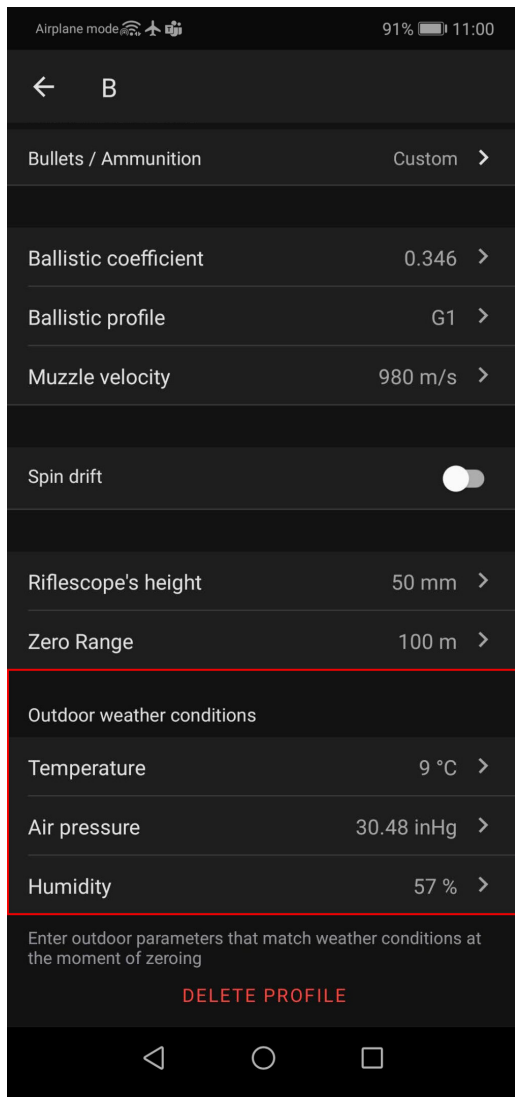 Airplane mode 91% 11:00
B
Bullets / Ammunition Custom
Ballistic coefficient 0.346
Ballistic profile G1
Muzzle velocity 980 m/s
Spin drift
Riflescope's height 50 mm
Zero Range 100 m
Outdoor weather conditions
Temperature 9 °C
Air pressure 30.48 inHg
Humidity 57 %
Enter outdoor parameters that match weather conditions at
the moment of zeroing
DELETE PROFILE